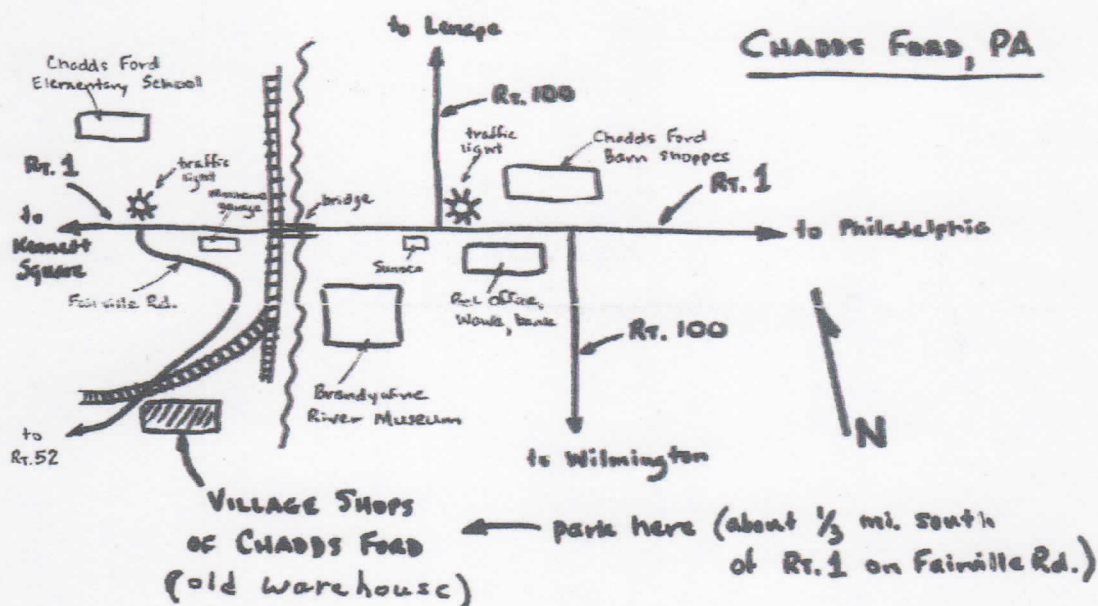 to Lenape
CHADDS FORD, PA
Chadds Ford
Elementary School
RT. 100
traffic
light
Chadds Ford
Barn Shoppes
RT. 1
traffic
light
RT. 1
gauge
bridge
to
Kennett
Square
to Philadelphia
Sunoco
Fairville Rd.
Post Office,
Wawa, bank
RT. 100
Brandywine
River Museum
N
to
RT. 52
to Wilmington
VILLAGE SHOPS
OF CHADDS FORD
(old warehouse)
park here (about 1/3 mi. south
of RT. 1 on Fairville Rd.)